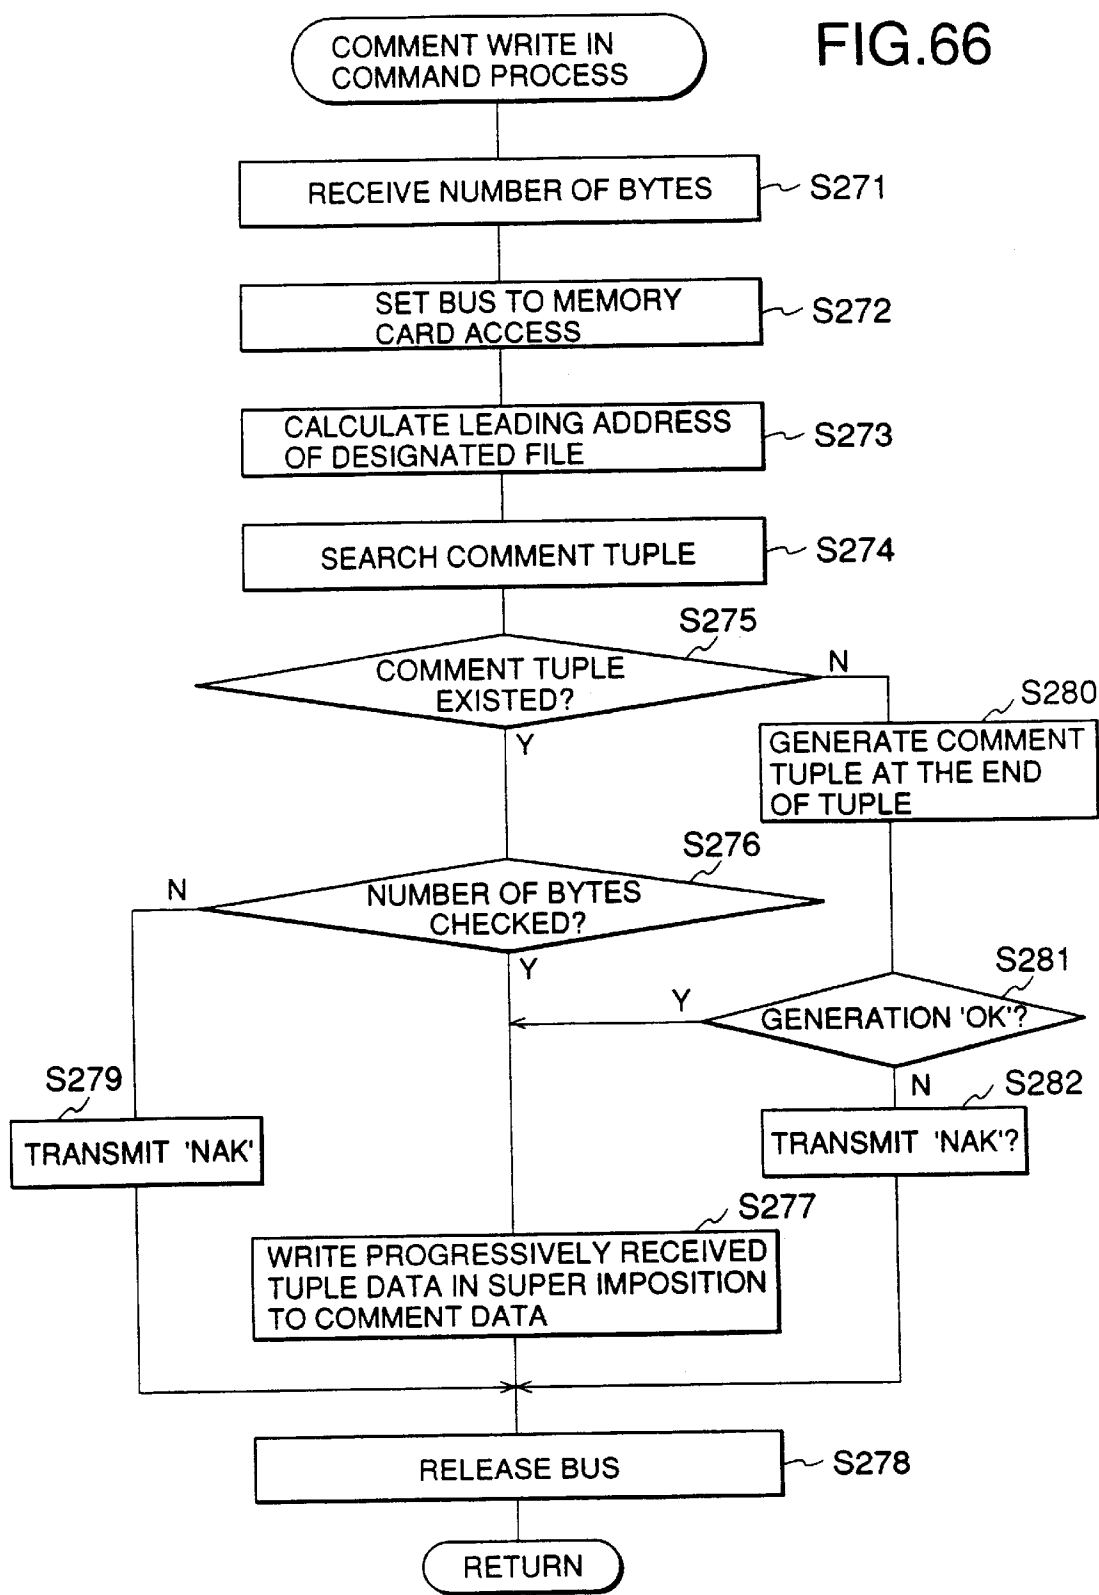 FIG.66
COMMENT WRITE IN
COMMAND PROCESS
RECEIVE NUMBER OF BYTES
S271
SET BUS TO MEMORY
CARD ACCESS
S272
CALCULATE LEADING ADDRESS
OF DESIGNATED FILE
S273
SEARCH COMMENT TUPLE
S274
S275
COMMENT TUPLE
EXISTED?
N
Y
S280
GENERATE COMMENT
TUPLE AT THE END
OF TUPLE
S276
N
NUMBER OF BYTES
CHECKED?
Y
S281
Y
GENERATION 'OK'?
N
S279
TRANSMIT 'NAK'
S282
TRANSMIT 'NAK'?
S277
WRITE PROGRESSIVELY RECEIVED
TUPLE DATA IN SUPER IMPOSITION
TO COMMENT DATA
RELEASE BUS
S278
RETURN